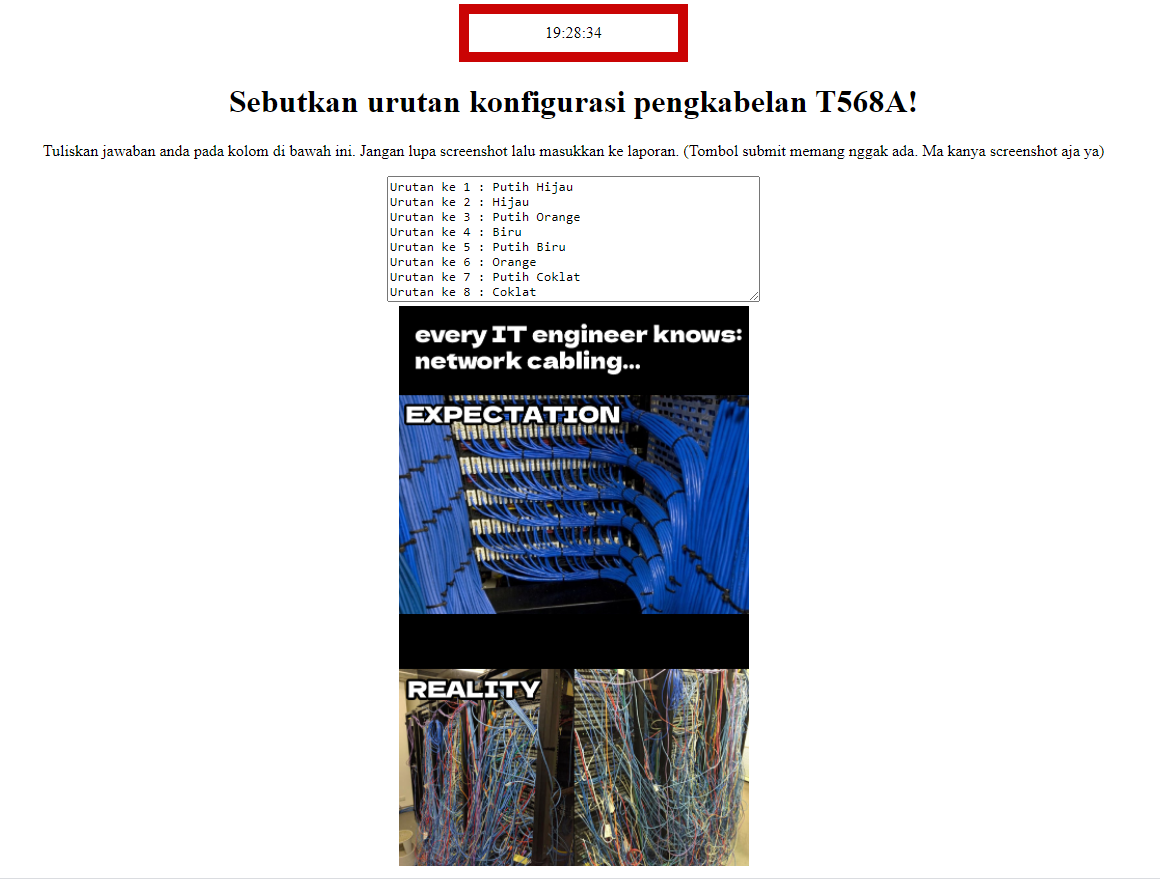 19:28:34
Sebutkan urutan konfigurasi pengkabelan T568A!
Tuliskan jawaban anda pada kolom di bawah ini. Jangan lupa screenshot lalu masukkan ke laporan. (Tombol submit memang nggak ada. Ma kanya screenshot aja ya)
Urutan ke 1 : Putih Hijau
Urutan ke 2 : Hijau
Urutan ke 3 : Putih Orange
Urutan ke 4 : Biru
Urutan ke 5 : Putih Biru
Urutan ke 6 : Orange
Urutan ke 7 : Putih Coklat
Urutan ke 8 : Coklat
every IT engineer knows:
network cabling...
EXPECTATION
REALITY